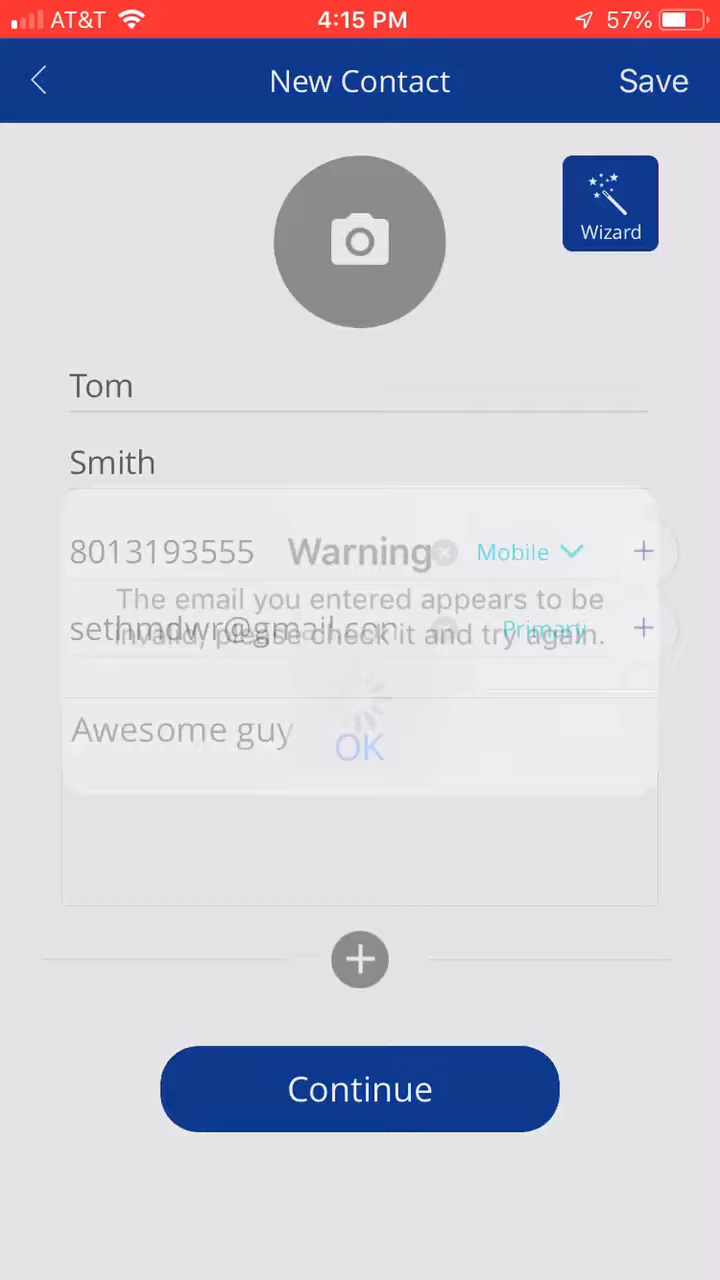 AT&T 4:15 PM 57%
New Contact Save
Wizard
Tom
Smith
8013193555 Mobile
Warning
The email you entered appears to be
invalid, please check it and try again.
Primary
Awesome guy
OK
Continue